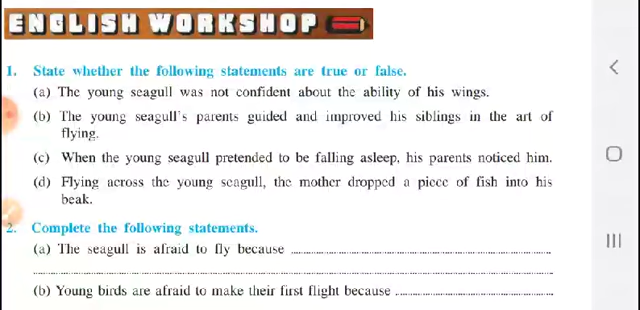 ENGLISH WORKSHOP
1. State whether the following statements are true or false.
(a) The young seagull was not confident about the ability of his wings.
(b) The young seagull's parents guided and improved his siblings in the art of
flying.
(c) When the young seagull pretended to be falling asleep, his parents noticed him.
(d) Flying across the young seagull, the mother dropped a piece of fish into his
beak.
2. Complete the following statements.
(a) The seagull is afraid to fly because ....................
....................
(b) Young birds are afraid to make their first flight because ....................